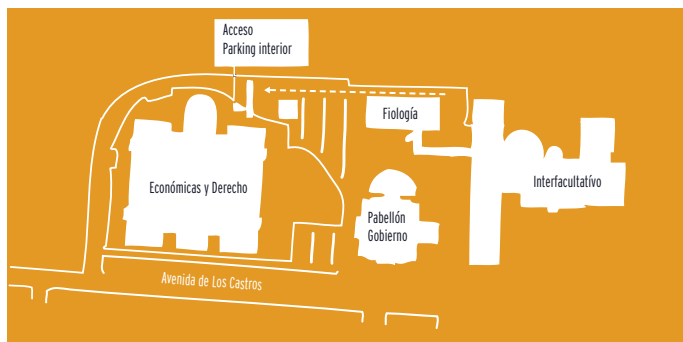 Acceso
Parking interior
Fiología
Económicas y Derecho
Interfacultatívo
Pabellón
Gobierno
Avenida de Los Castros